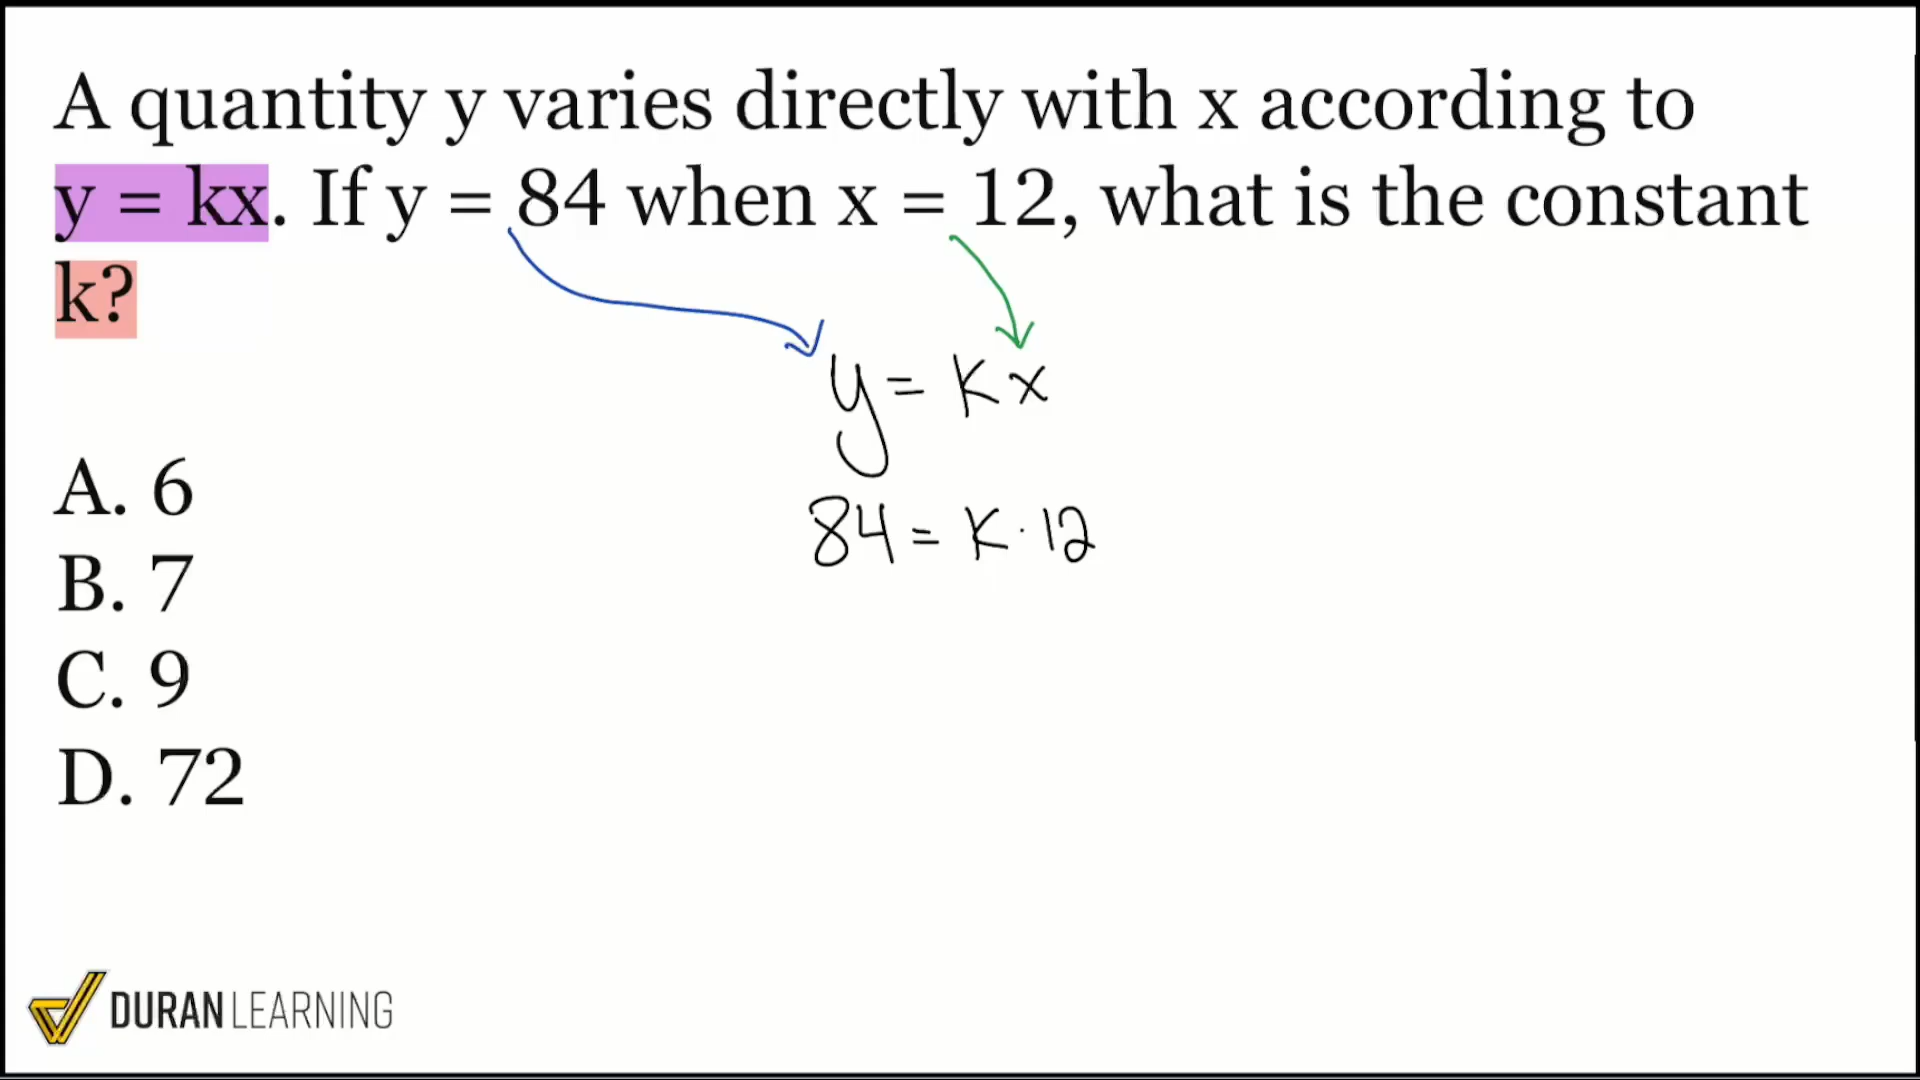 A quantity y varies directly with x according to
y = kx. If y = 84 when x = 12, what is the constant
k?
y = kx
A. 6
84 = k · 12
B. 7
C. 9
D. 72
DURAN LEARNING